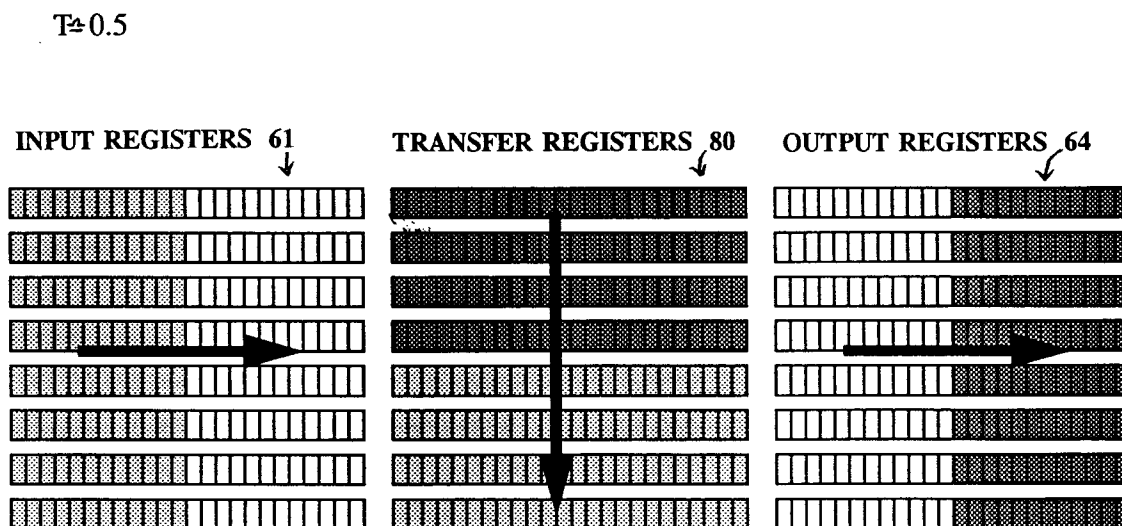 T≅0.5
INPUT REGISTERS 61
TRANSFER REGISTERS 80
OUTPUT REGISTERS 64